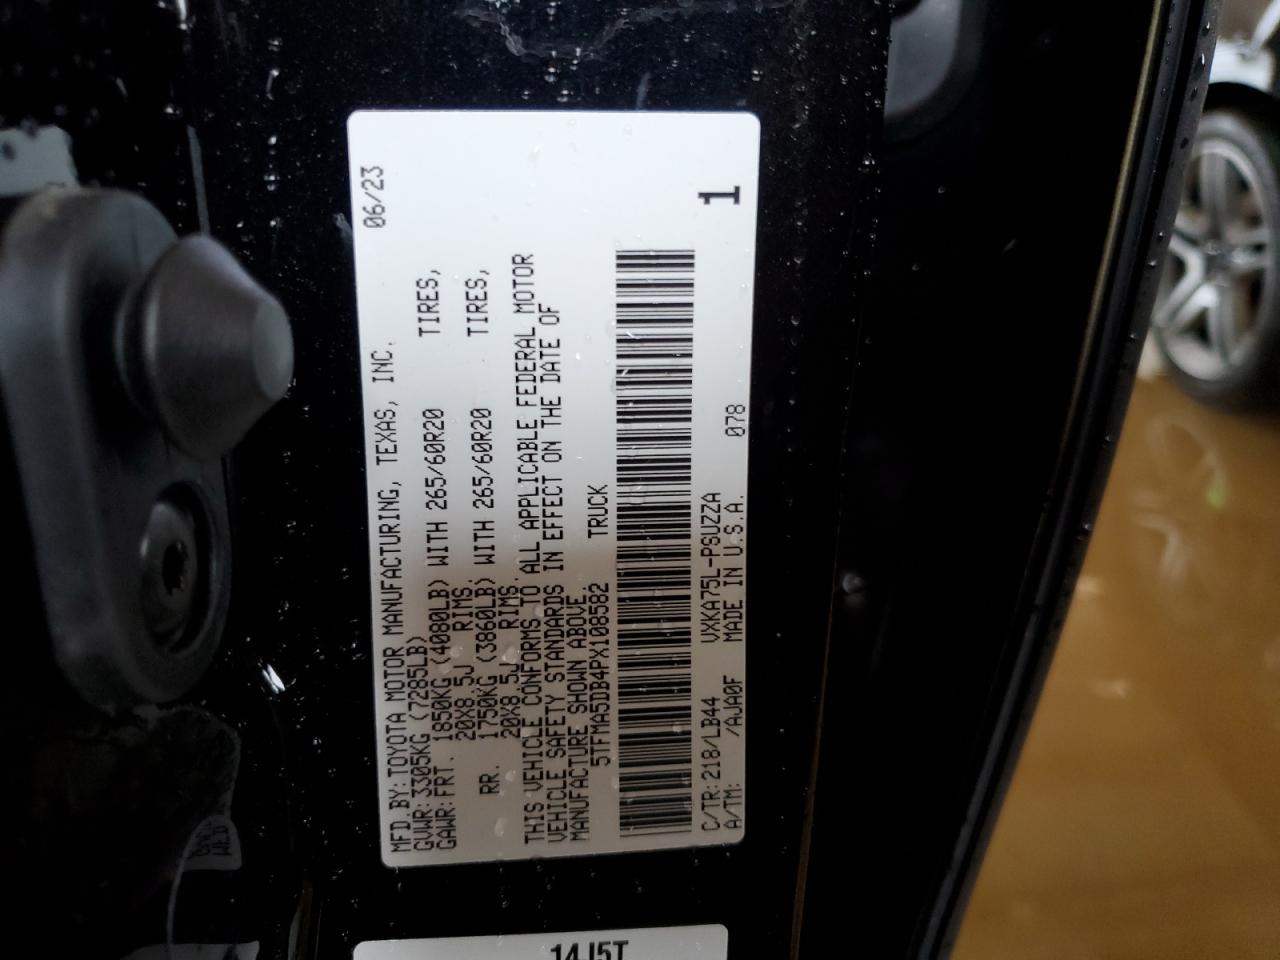 06/23
MFD.BY:TOYOTA MOTOR MANUFACTURING, TEXAS, INC.
GVWR:3305KG (7285LB)
GAWR:FRT. 1850KG (4080LB) WITH 265/60R20 TIRES,
20X8.5J RIMS.
RR. 1750KG (3860LB) WITH 265/60R20 TIRES,
20X8.5J RIMS.
THIS VEHICLE CONFORMS TO ALL APPLICABLE FEDERAL MOTOR
VEHICLE SAFETY STANDARDS IN EFFECT ON THE DATE OF
MANUFACTURE SHOWN ABOVE.
5TFMA5DB4PX108582 TRUCK
1
C/TR:218/LB44 VXKA75L-PSUZZA
A/TM: /AJA0F MADE IN U.S.A. 078
14J5T